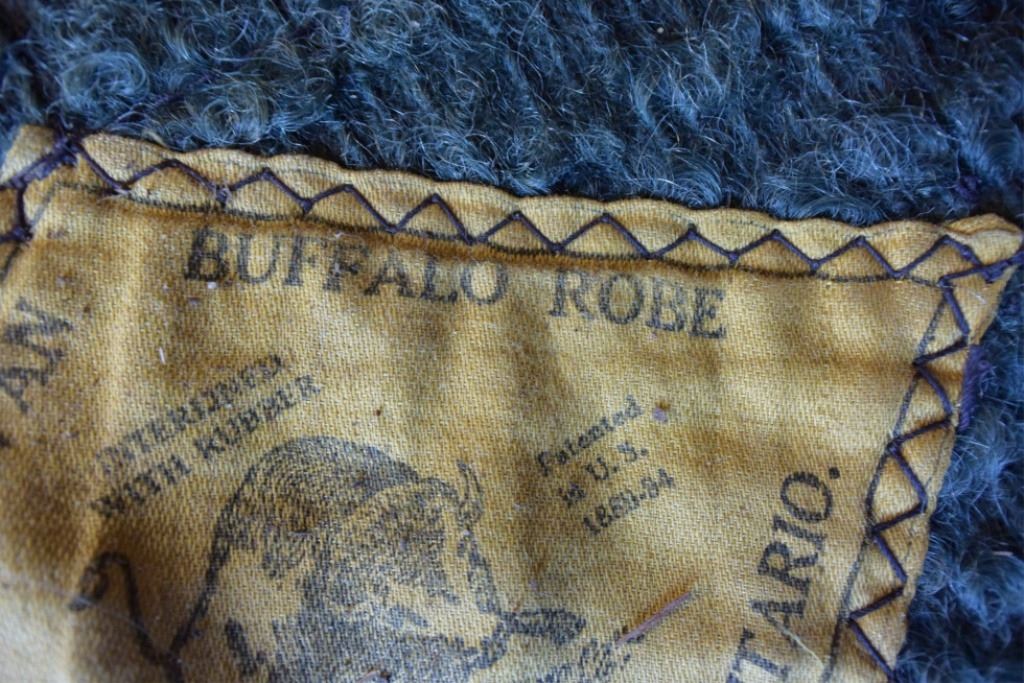 BUFFALO ROBE
AN
INTERLINED
WITH RUBBER
Patented
in U.S.
TARIO.